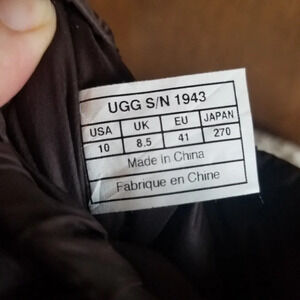 UGG S/N 1943
USA UK EU JAPAN
10 8.5 41 270
Made in China
Fabrique en Chine